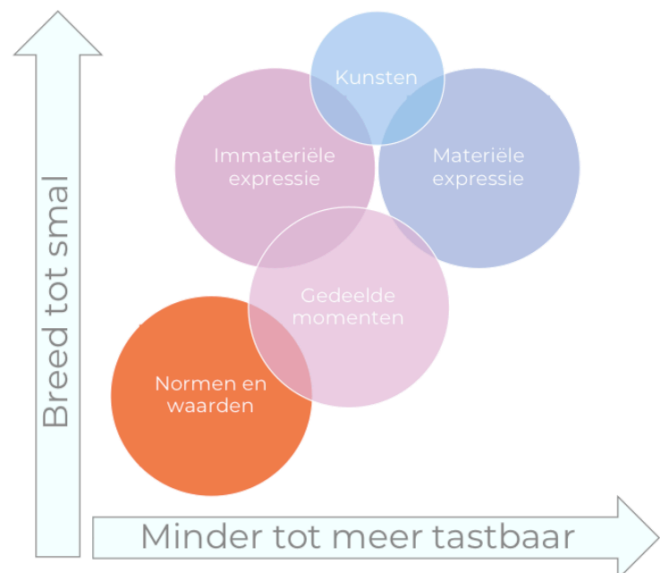 Kunsten
Immateriële
expressie
Materiële
expressie
Gedeelde
momenten
Normen en
waarden
Breed tot smal
Minder tot meer tastbaar